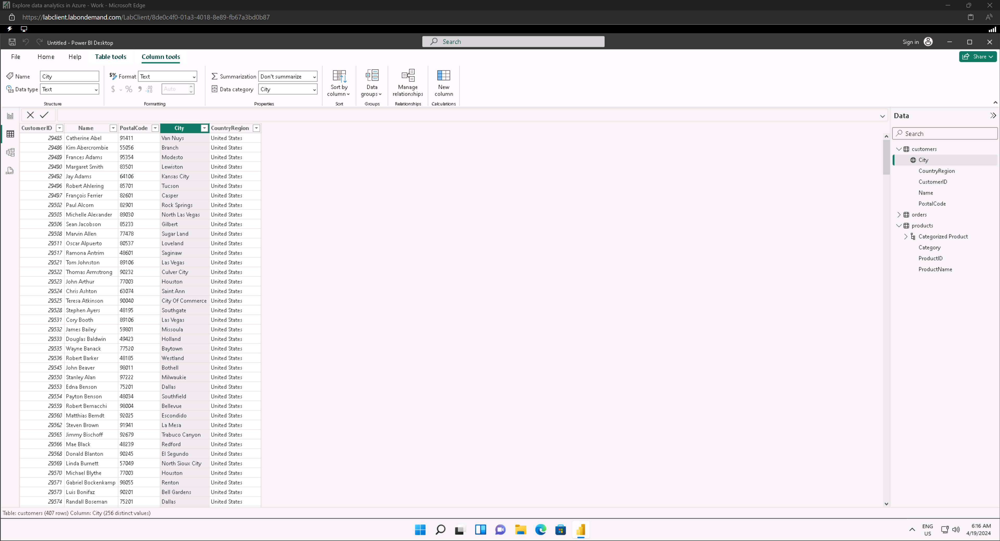 Explore data analytics in Azure - Work - Microsoft Edge
https://labclient.labondemand.com/LabClient/8de0c4f0-01a3-4018-8e89-fb67a3bd0b87
Untitled - Power BI Desktop
Search
Sign in
File Home Help Table tools Column tools
Share
Name City
Data type Text
Structure
Format Text
$ % Auto
Formatting
Summarization Don't summarize
Data category City
Properties
Sort by column
Sort
Data groups
Groups
Manage relationships
Relationships
New column
Calculations
CustomerID Name PostalCode City CountryRegion
29485 Catherine Abel 91411 Van Nuys United States
29486 Kim Abercrombie 55056 Branch United States
29489 Frances Adams 95354 Modesto United States
29490 Margaret Smith 83501 Lewiston United States
29492 Jay Adams 64106 Kansas City United States
29496 Robert Ahlering 85701 Tucson United States
29497 François Ferrier 82601 Casper United States
29502 Paul Alcorn 82901 Rock Springs United States
29505 Michelle Alexander 89030 North Las Vegas United States
29506 Sean Jacobson 85233 Gilbert United States
29508 Marvin Allen 77478 Sugar Land United States
29511 Oscar Alpuerto 80537 Loveland United States
29517 Ramona Antrim 48601 Saginaw United States
29521 Tom Johnston 89106 Las Vegas United States
29522 Thomas Armstrong 90232 Culver City United States
29523 John Arthur 77003 Houston United States
29524 Chris Ashton 63074 Saint Ann United States
29525 Teresa Atkinson 90040 City Of Commerce United States
29528 Stephen Ayers 48195 Southgate United States
29531 Cory Booth 89106 Las Vegas United States
29532 James Bailey 59801 Missoula United States
29533 Douglas Baldwin 49423 Holland United States
29535 Wayne Banack 77520 Baytown United States
29536 Robert Barker 48185 Westland United States
29545 John Beaver 98011 Bothell United States
29550 Stanley Alan 97222 Milwaukie United States
29553 Edna Benson 75201 Dallas United States
29554 Payton Benson 48034 Southfield United States
29559 Robert Bernacchi 98004 Bellevue United States
29560 Matthias Berndt 92025 Escondido United States
29562 Steven Brown 91941 La Mesa United States
29565 Jimmy Bischoff 92679 Trabuco Canyon United States
29566 Mae Black 48239 Redford United States
29568 Donald Blanton 90245 El Segundo United States
29569 Linda Burnett 57049 North Sioux City United States
29570 Michael Blythe 77003 Houston United States
29571 Gabriel Bockenkamp 98055 Renton United States
29573 Luis Bonifaz 90201 Bell Gardens United States
29574 Randall Boseman 75201 Dallas United States
Data
Search
customers
City
CountryRegion
CustomerID
Name
PostalCode
orders
products
Categorized Product
Category
ProductID
ProductName
Table: customers (407 rows) Column: City (256 distinct values)
ENG
US
6:16 AM
4/19/2024